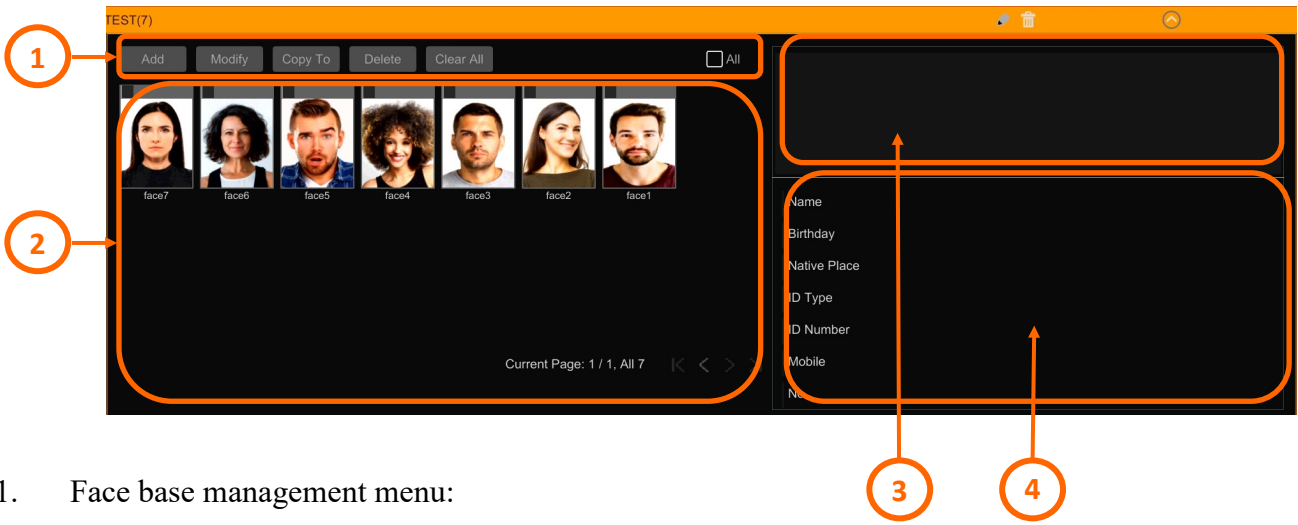 TEST(7)
1
Add Modify Copy To Delete Clear All All
face7 face6 face5 face4 face3 face2 face1
2
Current Page: 1 / 1, All 7
Name
Birthday
Native Place
ID Type
ID Number
Mobile
3 4
1. Face base management menu: